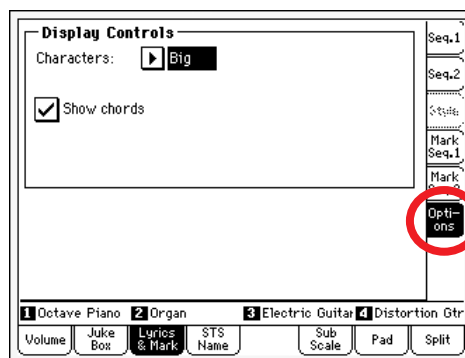 Display Controls
Characters: Big
Show chords
Seq.1
Seq.2
Style
Mark
Seq.1
Mark
Opti-
ons
1 Octave Piano 2 Organ 3 Electric Guitar 4 Distortion Gtr
Volume
Juke
Box
Lyrics
& Mark
STS
Name
Sub
Scale
Pad
Split